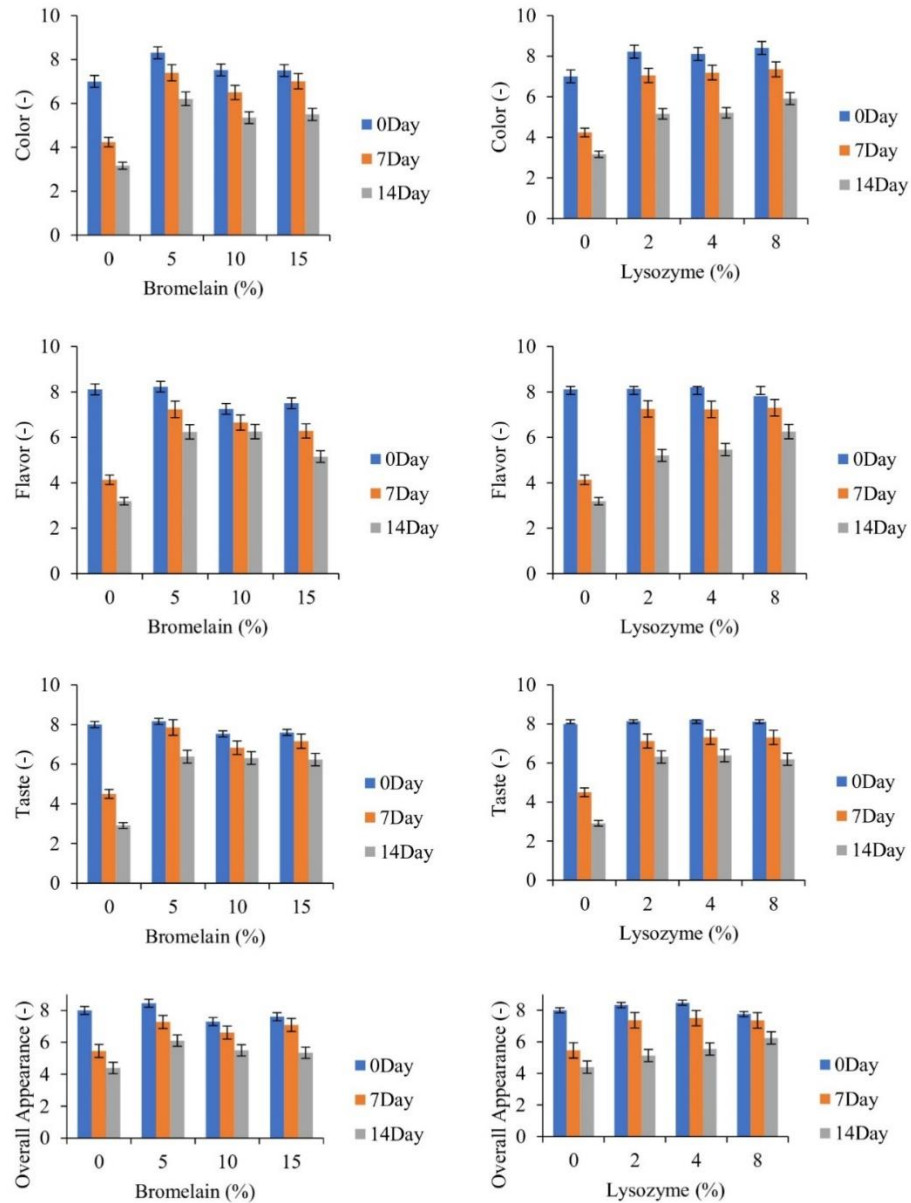 10
8
6
4
2
0
Color (-)
0 5 10 15
Bromelain (%)
0Day
7Day
14Day
10
8
6
4
2
0
Color (-)
0 2 4 8
Lysozyme (%)
0Day
7Day
14Day
10
8
6
4
2
0
Flavor (-)
0 5 10 15
Bromelain (%)
0Day
7Day
14Day
10
8
6
4
2
0
Flavor (-)
0 2 4 8
Lysozyme (%)
0Day
7Day
14Day
10
8
6
4
2
0
Taste (-)
0 5 10 15
Bromelain (%)
0Day
7Day
14Day
10
8
6
4
2
0
Taste (-)
0 2 4 8
Lysozyme (%)
0Day
7Day
14Day
8
6
4
2
0
Overall Appearance (-)
0 5 10 15
Bromelain (%)
0Day
7Day
14Day
8
6
4
2
0
Overall Appearance (-)
0 2 4 8
Lysozyme (%)
0Day
7Day
14Day